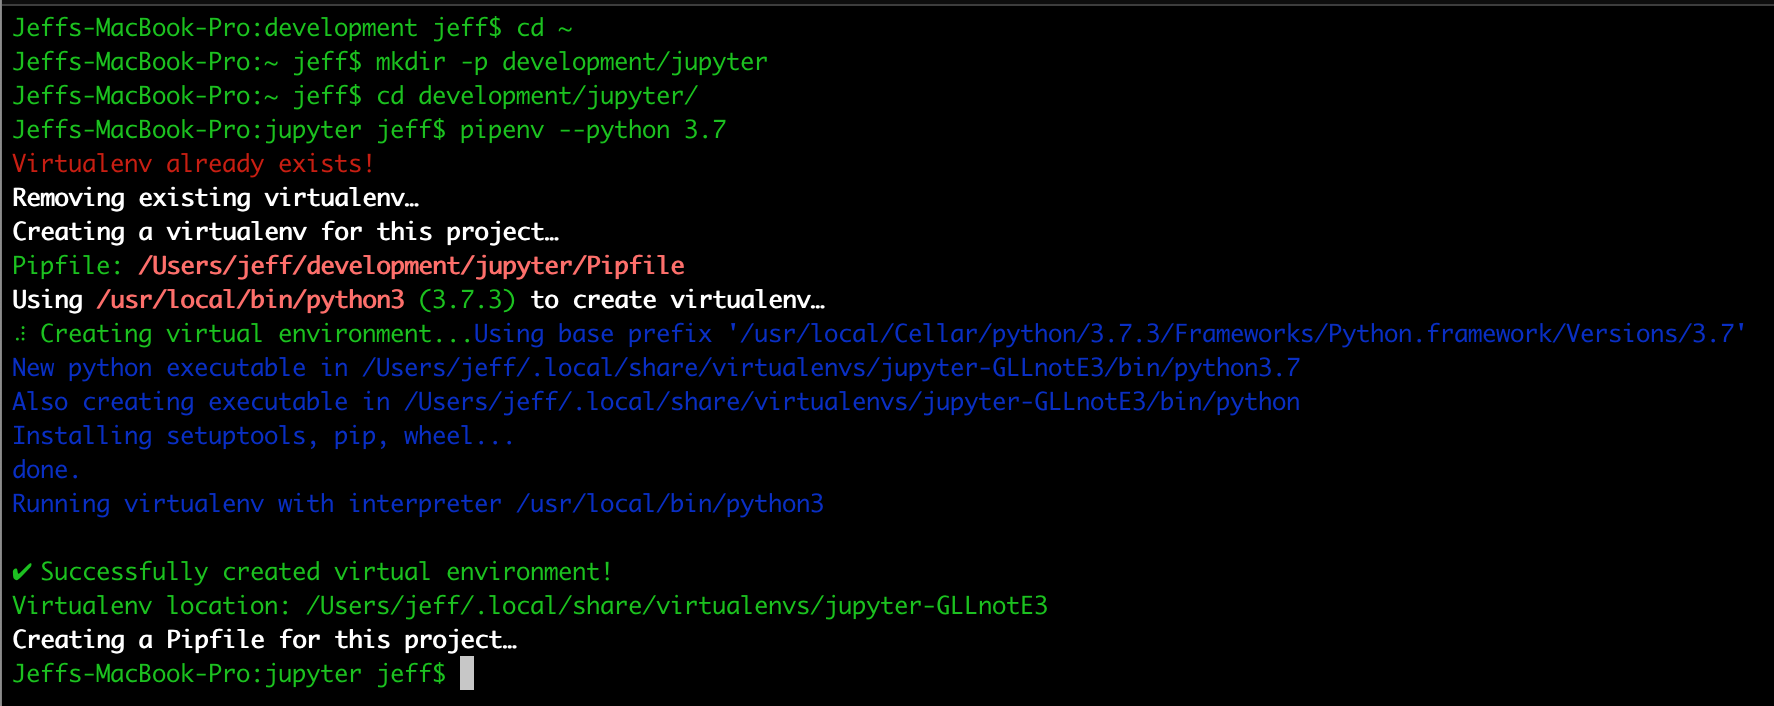 Jeffs-MacBook-Pro:development jeff$ cd ~
Jeffs-MacBook-Pro:~ jeff$ mkdir -p development/jupyter
Jeffs-MacBook-Pro:~ jeff$ cd development/jupyter/
Jeffs-MacBook-Pro:jupyter jeff$ pipenv --python 3.7
Virtualenv already exists!
Removing existing virtualenv…
Creating a virtualenv for this project…
Pipfile: /Users/jeff/development/jupyter/Pipfile
Using /usr/local/bin/python3 (3.7.3) to create virtualenv…
⠼ Creating virtual environment...Using base prefix '/usr/local/Cellar/python/3.7.3/Frameworks/Python.framework/Versions/3.7'
New python executable in /Users/jeff/.local/share/virtualenvs/jupyter-GLLnotE3/bin/python3.7
Also creating executable in /Users/jeff/.local/share/virtualenvs/jupyter-GLLnotE3/bin/python
Installing setuptools, pip, wheel...
done.
Running virtualenv with interpreter /usr/local/bin/python3
✔ Successfully created virtual environment!
Virtualenv location: /Users/jeff/.local/share/virtualenvs/jupyter-GLLnotE3
Creating a Pipfile for this project…
Jeffs-MacBook-Pro:jupyter jeff$